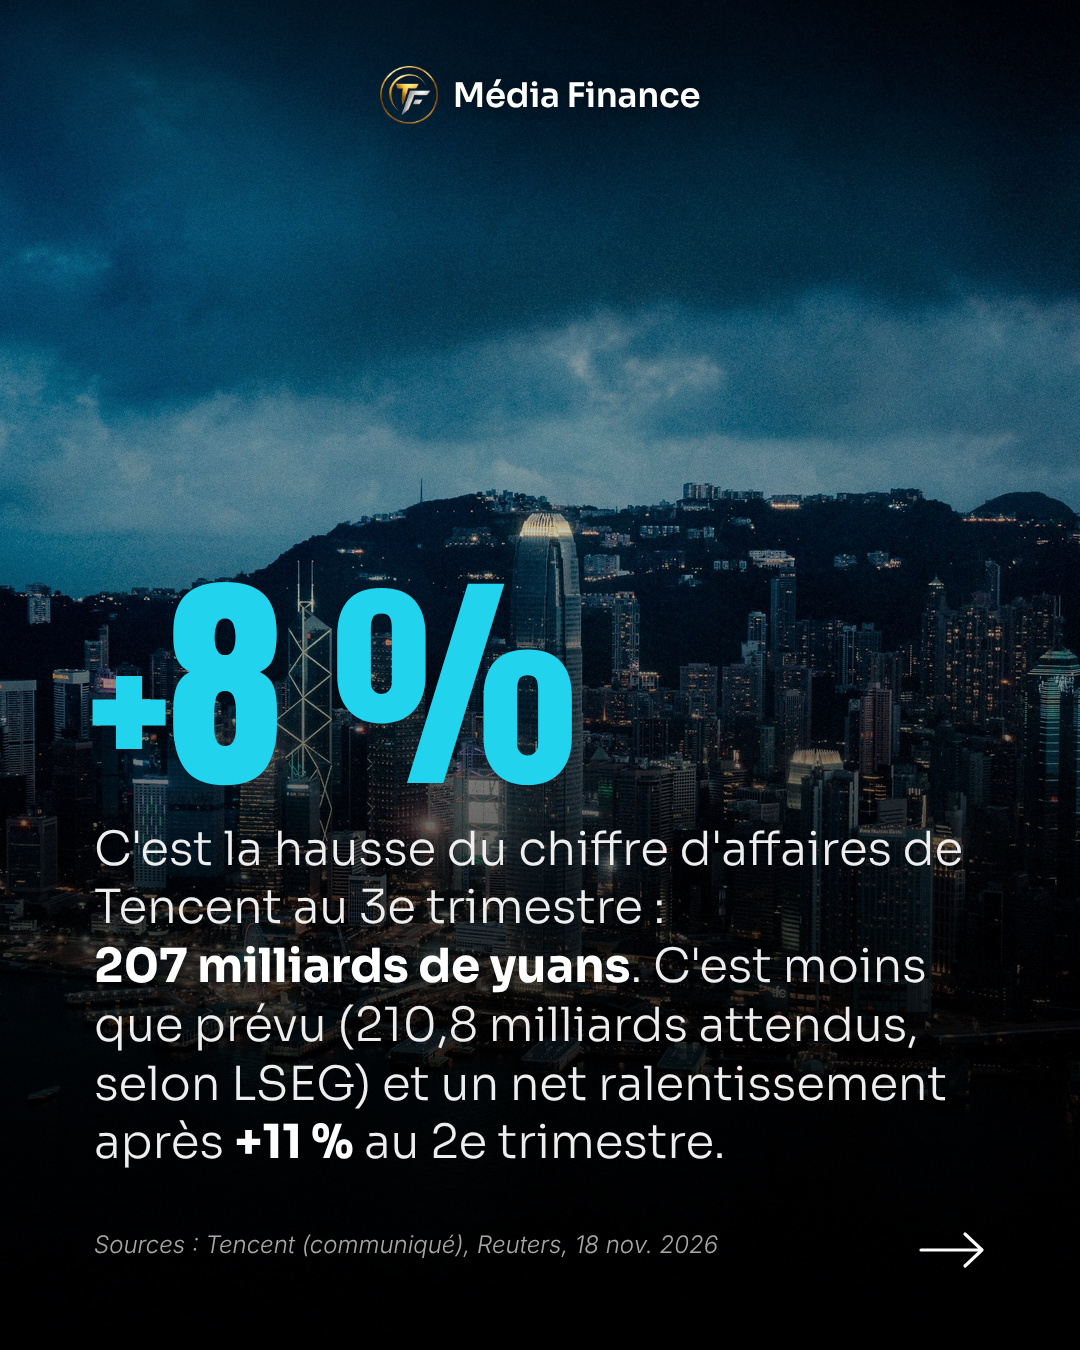 Média Finance
+8 %
C'est la hausse du chiffre d'affaires de
Tencent au 3e trimestre :
207 milliards de yuans. C'est moins
que prévu (210,8 milliards attendus,
selon LSEG) et un net ralentissement
après +11 % au 2e trimestre.
Sources : Tencent (communiqué), Reuters, 18 nov. 2026